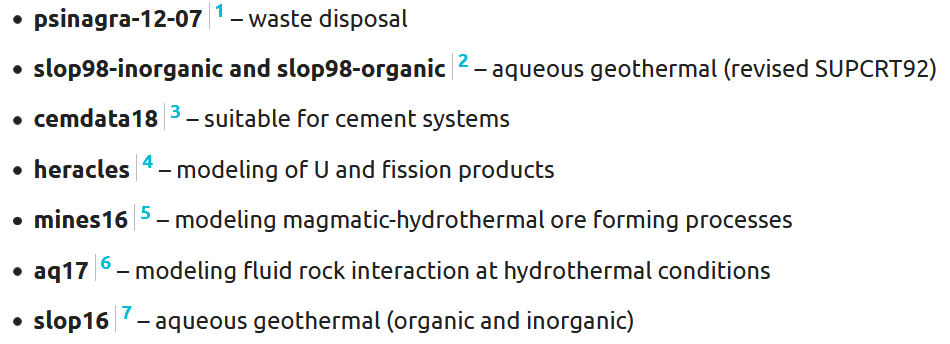 • psinagra-12-07 1 – waste disposal
• slop98-inorganic and slop98-organic 2 – aqueous geothermal (revised SUPCRT92)
• cemdata18 3 – suitable for cement systems
• heracles 4 – modeling of U and fission products
• mines16 5 – modeling magmatic-hydrothermal ore forming processes
• aq17 6 – modeling fluid rock interaction at hydrothermal conditions
• slop16 7 – aqueous geothermal (organic and inorganic)